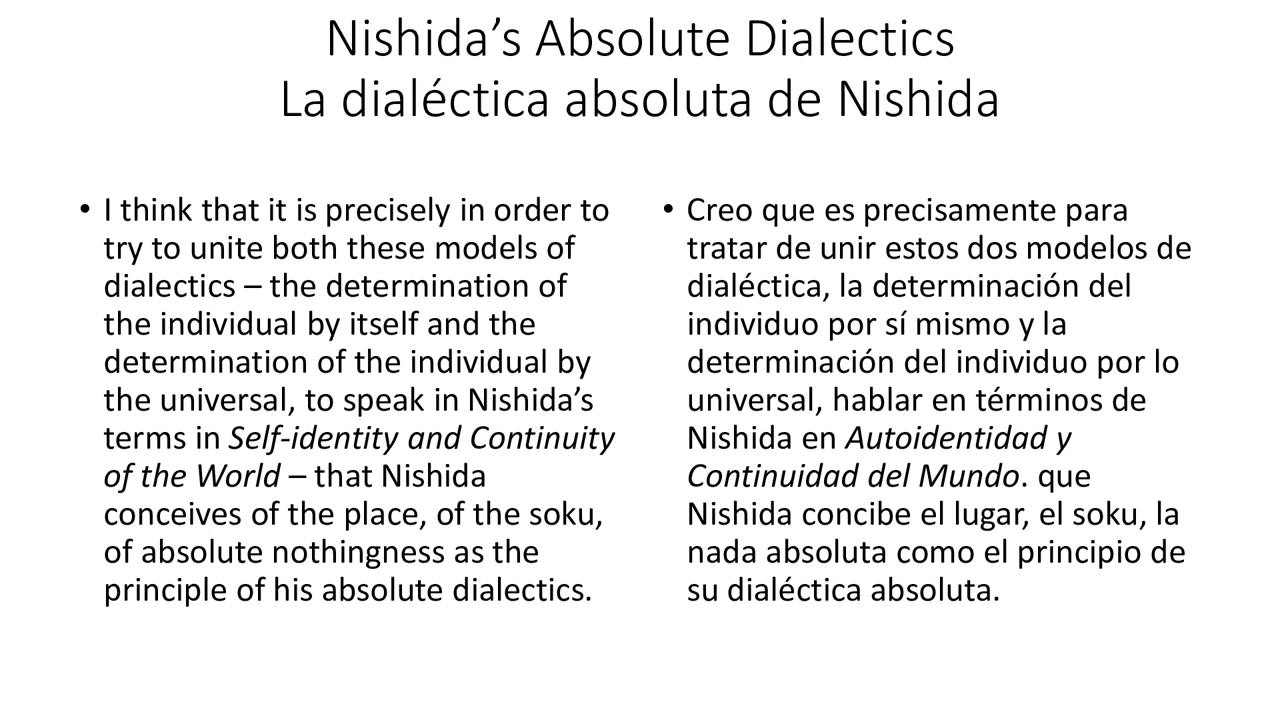 Nishida’s Absolute Dialectics
La dialéctica absoluta de Nishida
• I think that it is precisely in order to
try to unite both these models of
dialectics – the determination of
the individual by itself and the
determination of the individual by
the universal, to speak in Nishida’s
terms in Self-identity and Continuity
of the World – that Nishida
conceives of the place, of the soku,
of absolute nothingness as the
principle of his absolute dialectics.
• Creo que es precisamente para
tratar de unir estos dos modelos de
dialéctica, la determinación del
individuo por sí mismo y la
determinación del individuo por lo
universal, hablar en términos de
Nishida en Autoidentidad y
Continuidad del Mundo. que
Nishida concibe el lugar, el soku, la
nada absoluta como el principio de
su dialéctica absoluta.